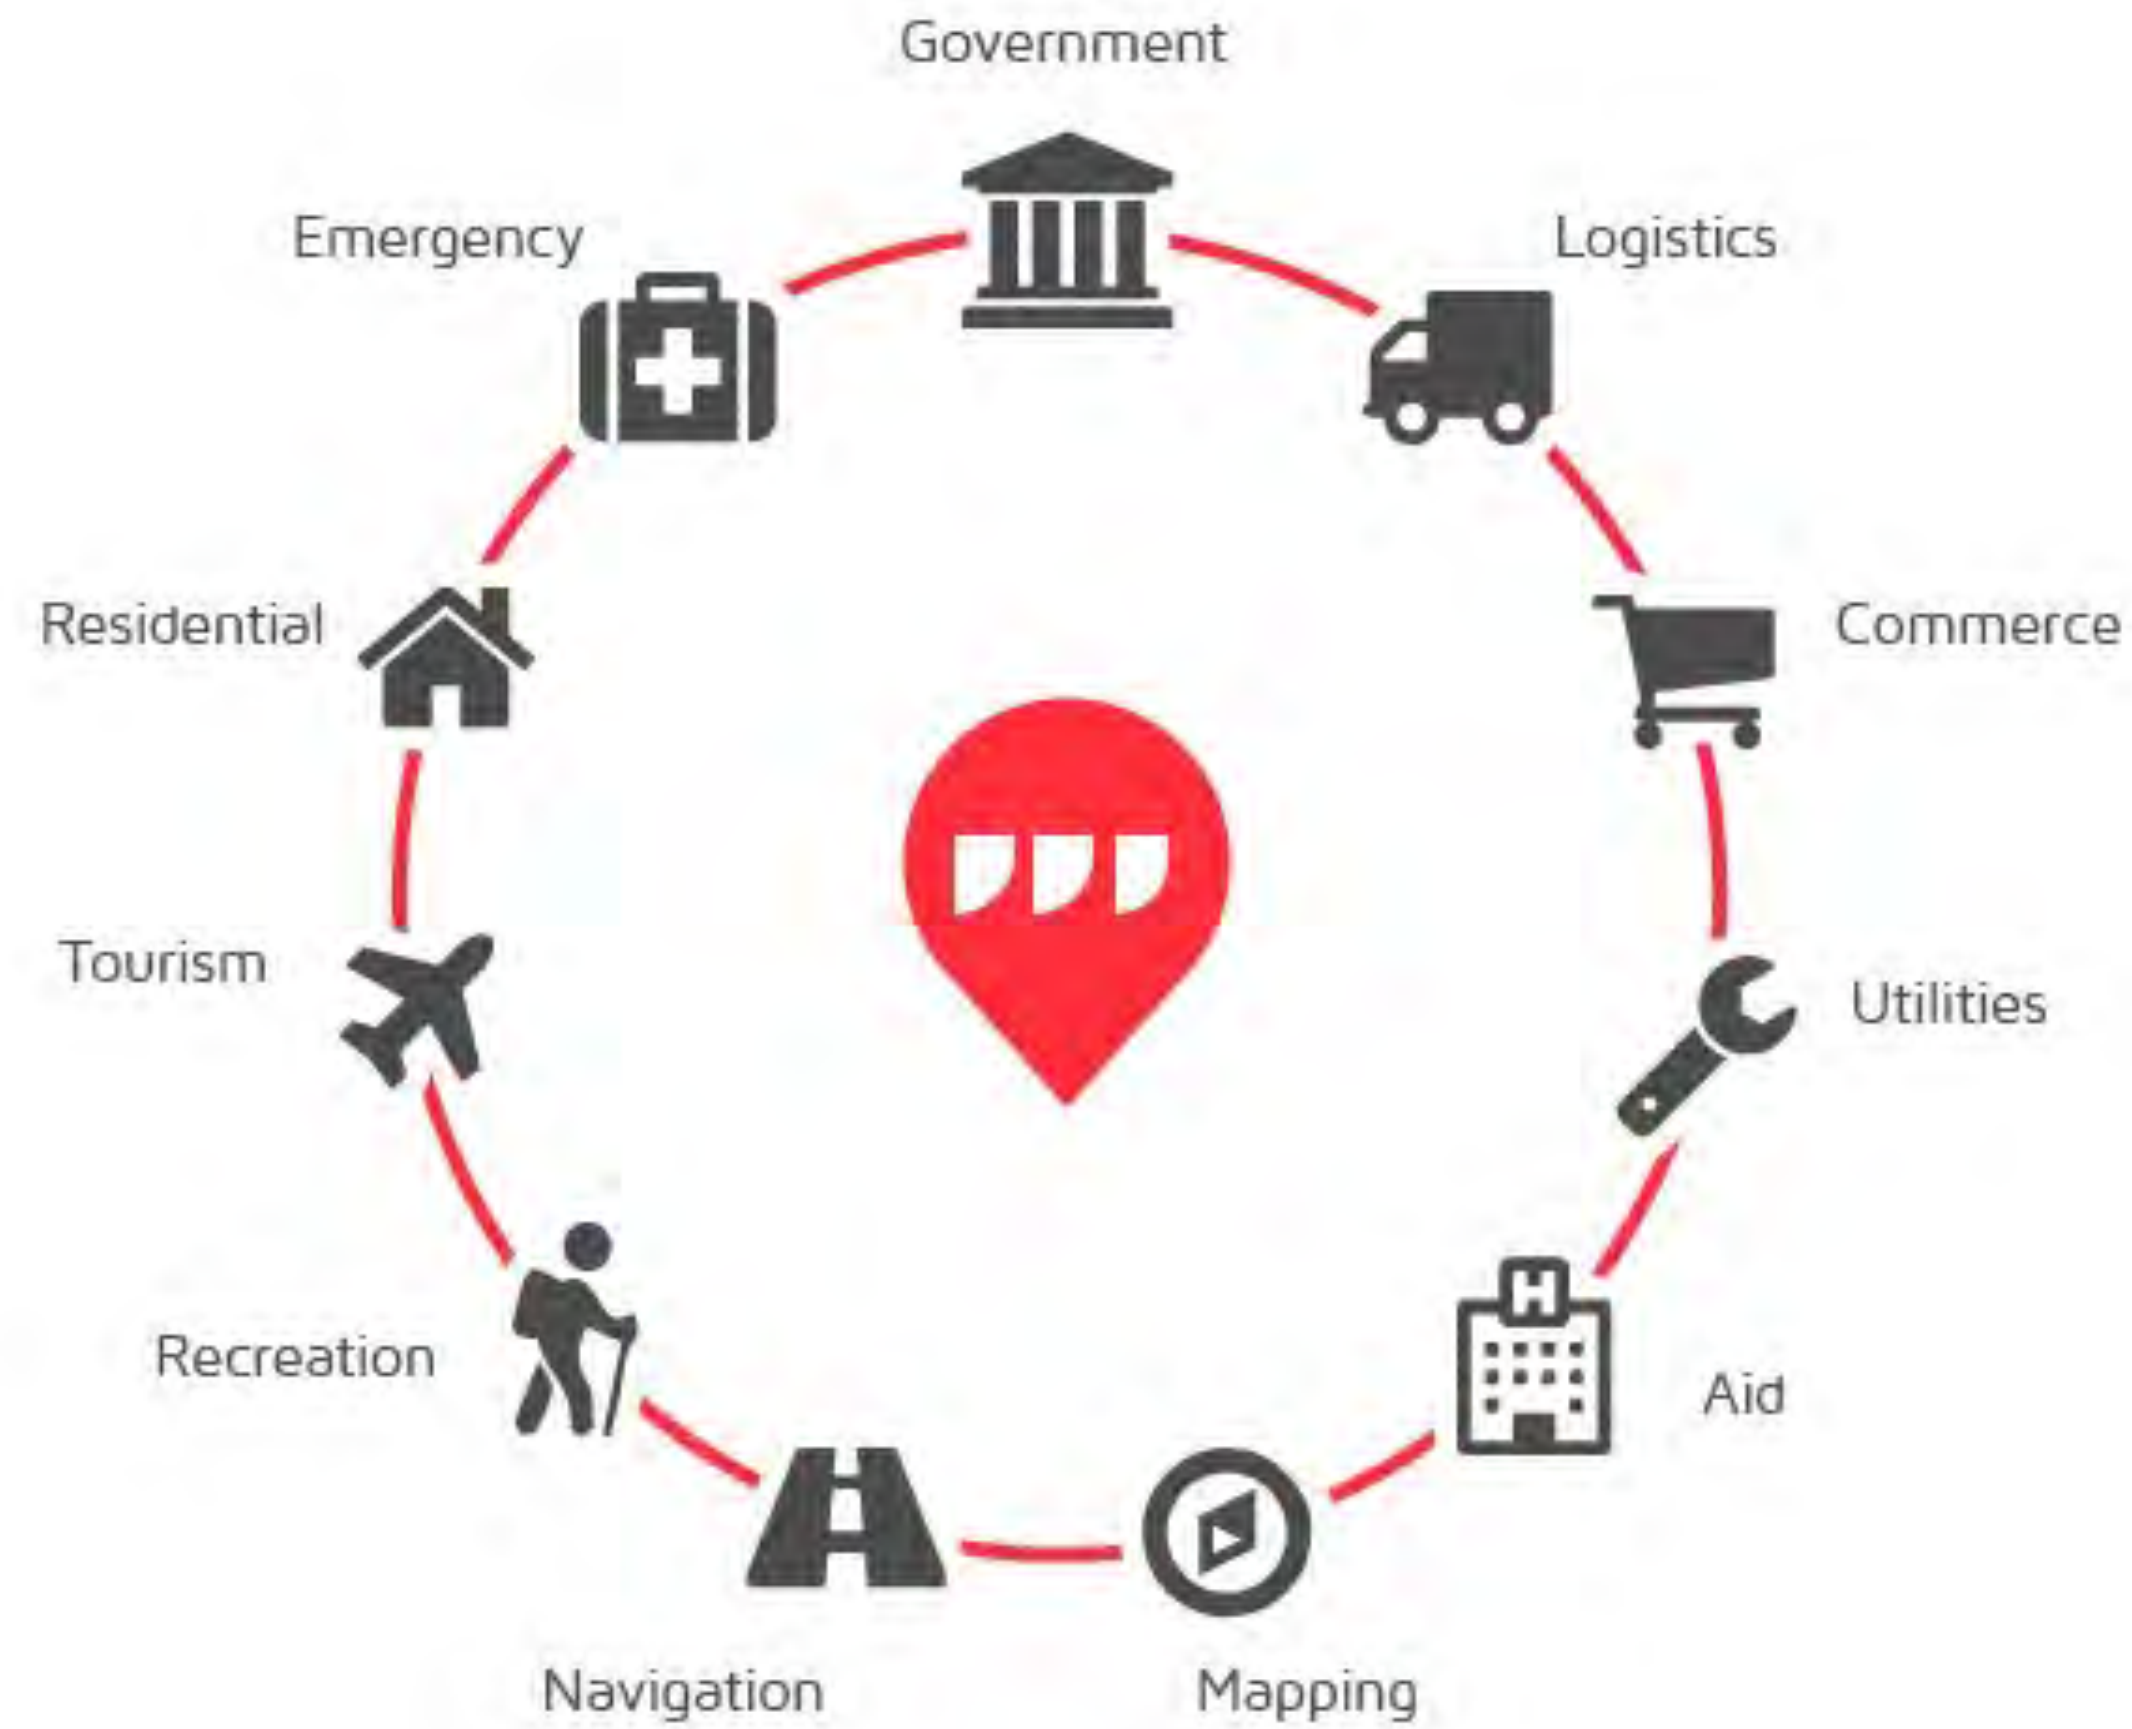 Government
Emergency
Logistics
Residential
Commerce
Tourism
Utilities
Recreation
Aid
Navigation
Mapping
H